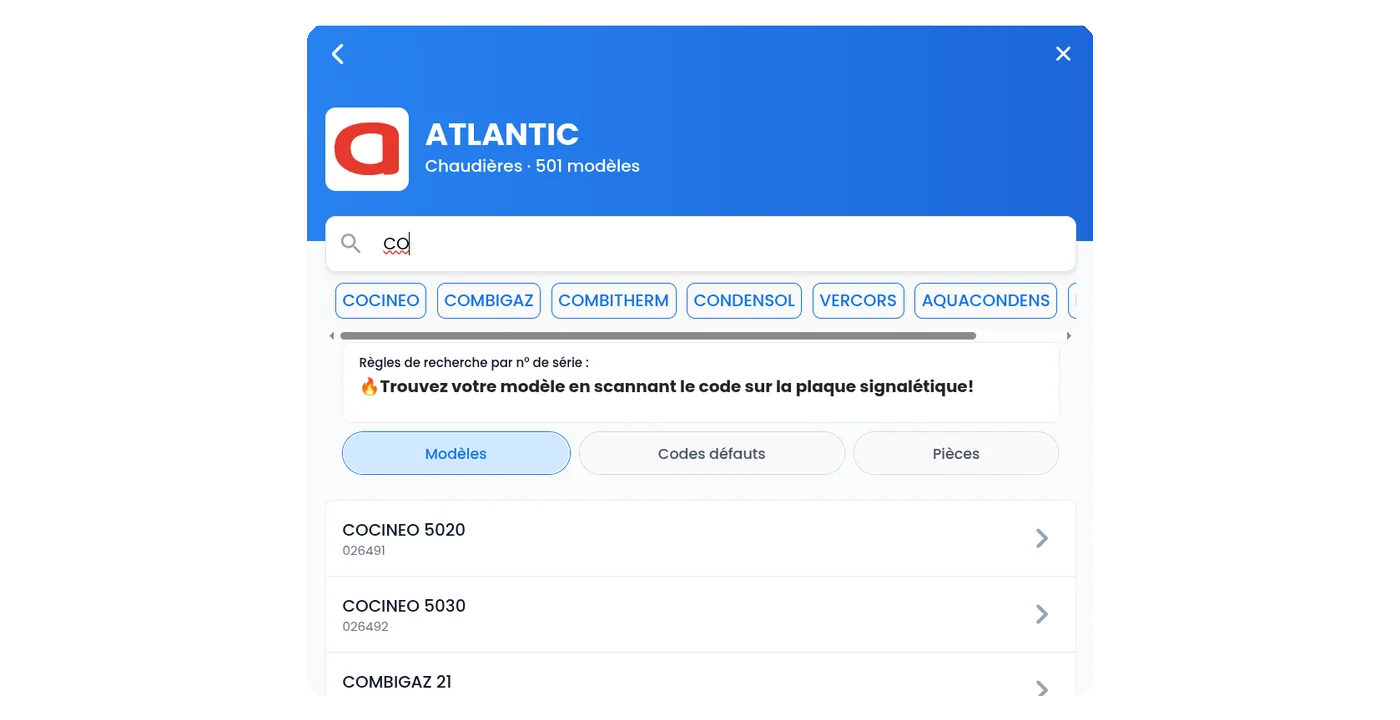 ATLANTIC
Chaudières · 501 modèles
CO
COCINEO COMBIGAZ COMBITHERM CONDENSOL VERCORS AQUACONDENS
Règles de recherche par n° de série :
🔥Trouvez votre modèle en scannant le code sur la plaque signalétique!
Modèles Codes défauts Pièces
COCINEO 5020
026491
COCINEO 5030
026492
COMBIGAZ 21